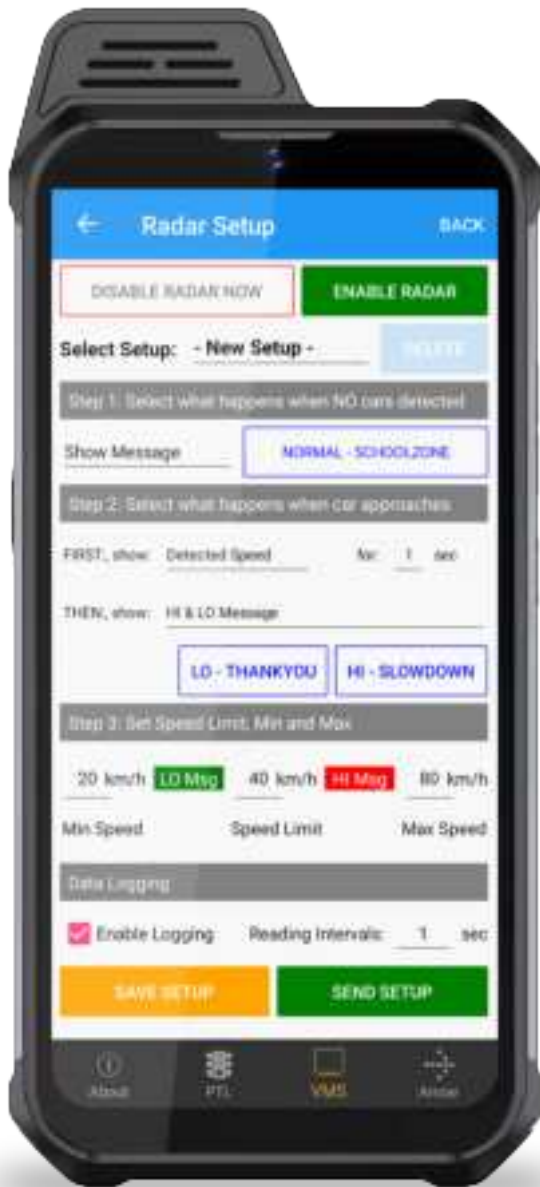 Radar Setup BACK
DISABLE RADAR NOW ENABLE RADAR
Select Setup: - New Setup - DELETE
Step 1: Select what happens when NO cars detected
Show Message NORMAL - SCHOOLZONE
Step 2: Select what happens when car approaches
FIRST, show: Detected Speed for: 1 sec
THEN, show: HI & LO Message
LO - THANKYOU HI - SLOWDOWN
Step 3: Set Speed Limit, Min and Max
20 km/h LO Msg 40 km/h HI Msg 80 km/h
Min Speed Speed Limit Max Speed
Data Logging
Enable Logging Reading Intervals: 1 sec
SAVE SETUP SEND SETUP
About PTL VMS Arrow